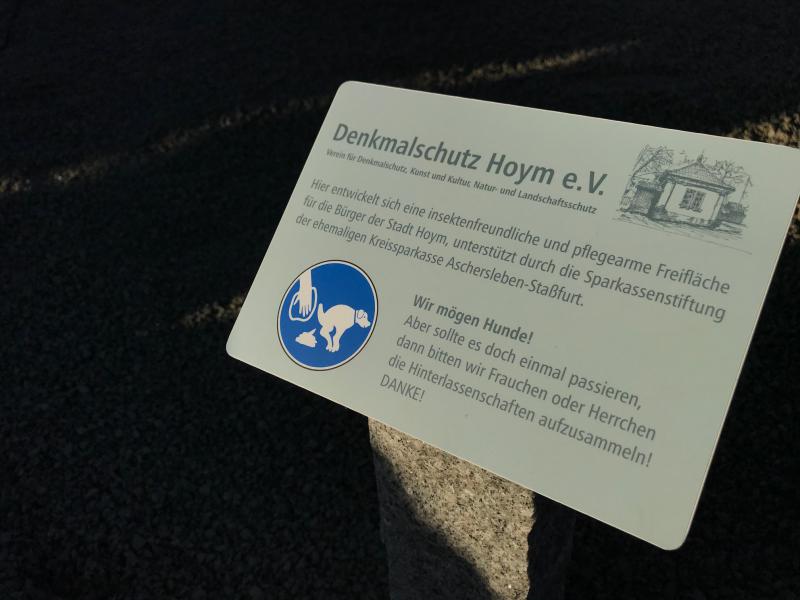 Denkmalschutz Hoym e.V.
Verein für Denkmalschutz, Kunst und Kultur, Natur- und Landschaftsschutz
Hier entwickelt sich eine insektenfreundliche und pflegearme Freifläche
für die Bürger der Stadt Hoym, unterstützt durch die Sparkassenstiftung
der ehemaligen Kreissparkasse Aschersleben-Staßfurt.
Wir mögen Hunde!
Aber sollte es doch einmal passieren,
dann bitten wir Frauchen oder Herrchen
die Hinterlassenschaften aufzusammeln!
DANKE!